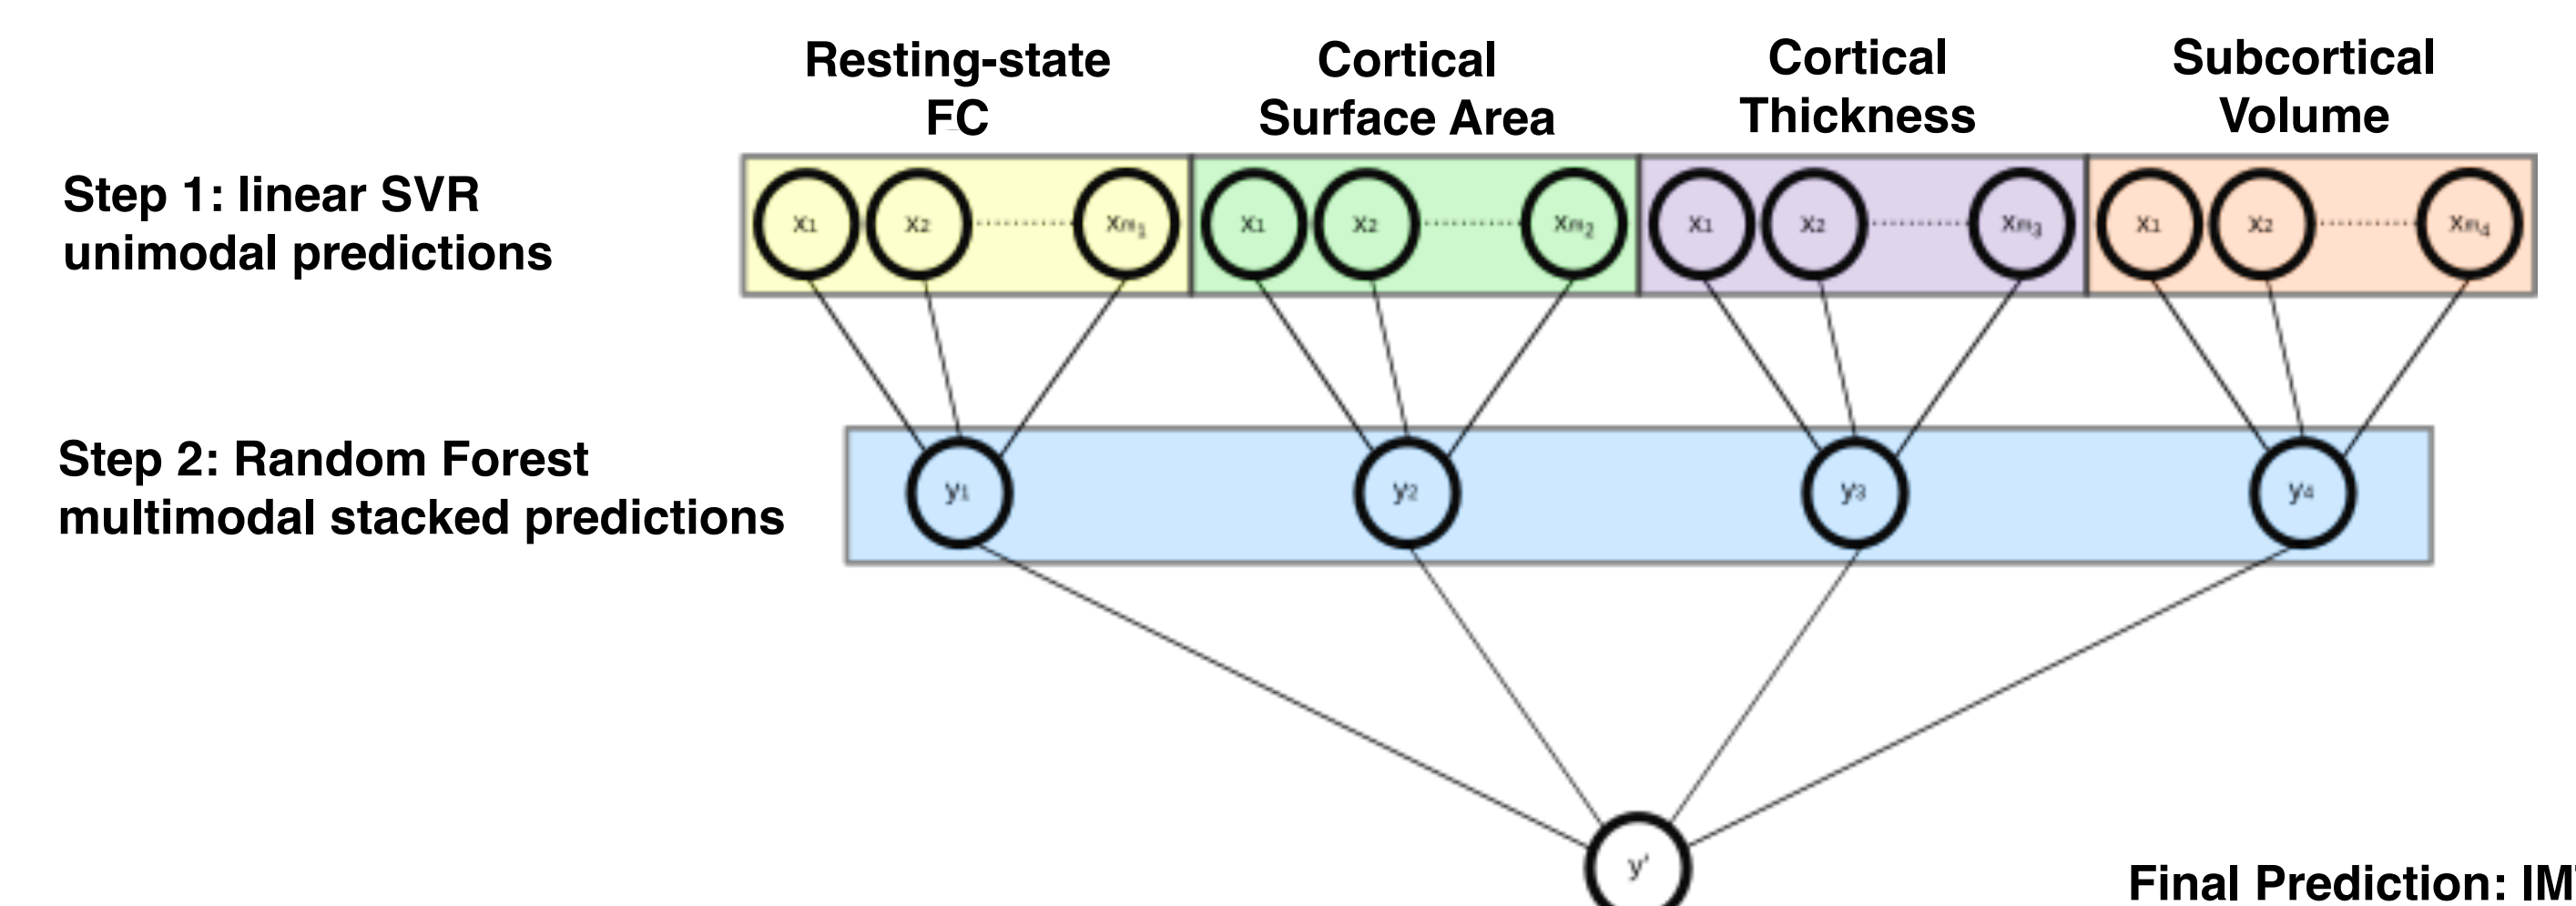 Resting-state
FC
Cortical
Surface Area
Cortical
Thickness
Subcortical
Volume
Step 1: linear SVR
unimodal predictions
x1 x2 xm1 x1 x2 xm2 x1 x2 xm3 x1 x2 xm4
Step 2: Random Forest
multimodal stacked predictions
y1 y2 y3 y4
y'
Final Prediction: